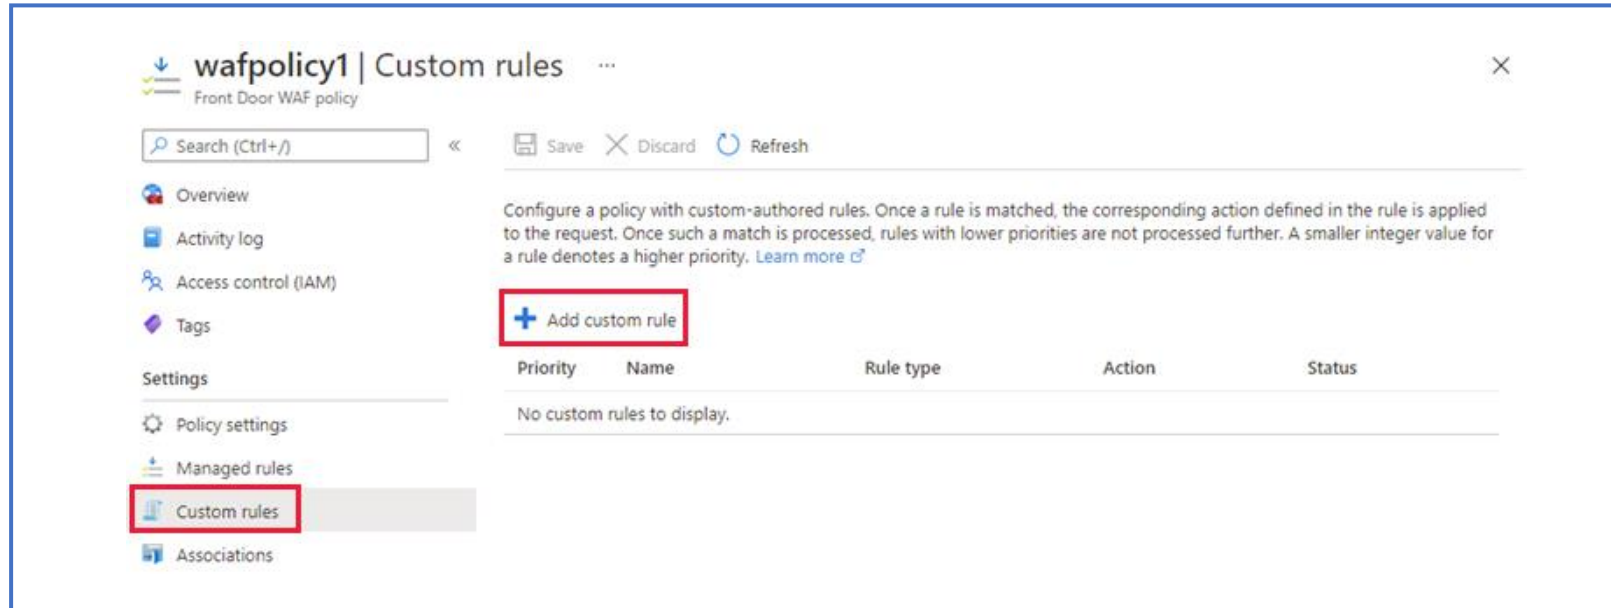 wafpolicy1 | Custom rules ...
Front Door WAF policy
Search (Ctrl+/)
«
Overview
Activity log
Access control (IAM)
Tags
Settings
Policy settings
Managed rules
Custom rules
Associations
Save Discard Refresh
Configure a policy with custom-authored rules. Once a rule is matched, the corresponding action defined in the rule is applied
to the request. Once such a match is processed, rules with lower priorities are not processed further. A smaller integer value for
a rule denotes a higher priority. Learn more
Add custom rule
Priority Name Rule type Action Status
No custom rules to display.